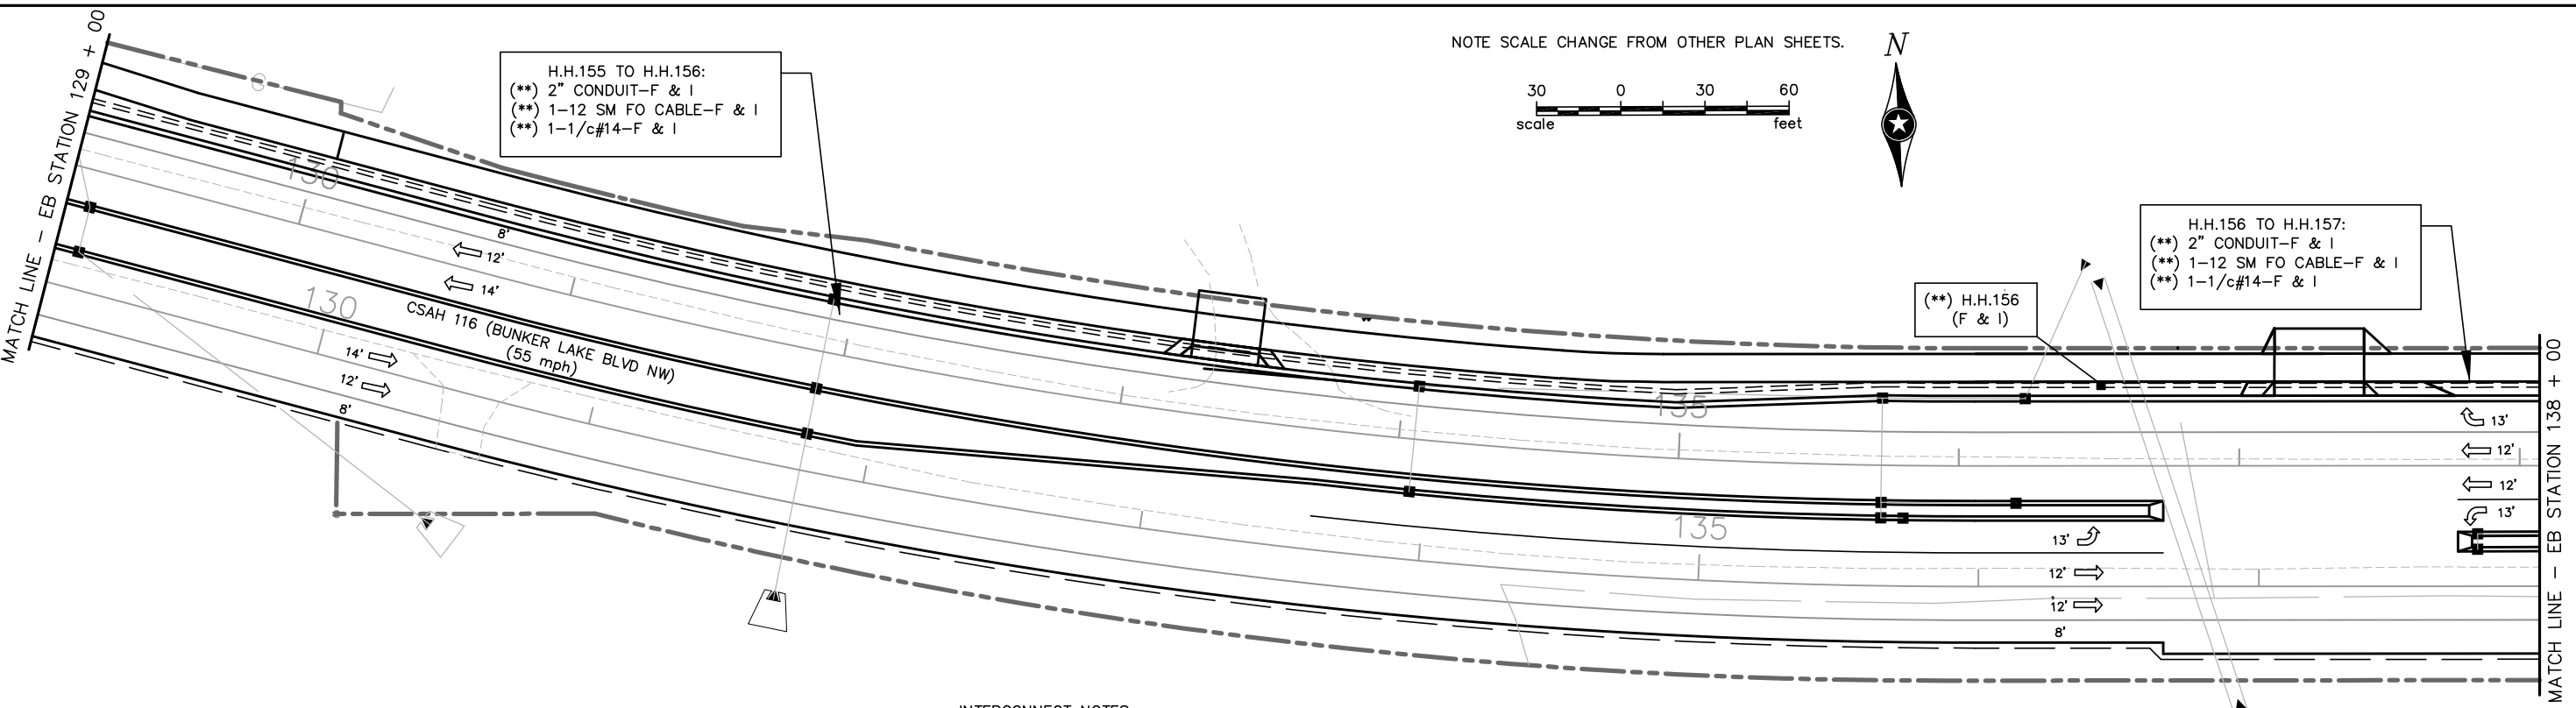 MATCH LINE – EB STATION 129 + 00
H.H.155 TO H.H.156:
(**) 2" CONDUIT–F & I
(**) 1–12 SM FO CABLE–F & I
(**) 1–1/c#14–F & I
NOTE SCALE CHANGE FROM OTHER PLAN SHEETS.
N
30 0 30 60
scale feet
H.H.156 TO H.H.157:
(**) 2" CONDUIT–F & I
(**) 1–12 SM FO CABLE–F & I
(**) 1–1/c#14–F & I
(**) H.H.156
(F & I)
130
8'
12'
14'
130
CSAH 116 (BUNKER LAKE BLVD NW)
(55 mph)
14'
12'
8'
135
135
13'
12'
12'
13'
13'
12'
12'
8'
MATCH LINE – EB STATION 138 + 00
INTERCONNECT NOTES